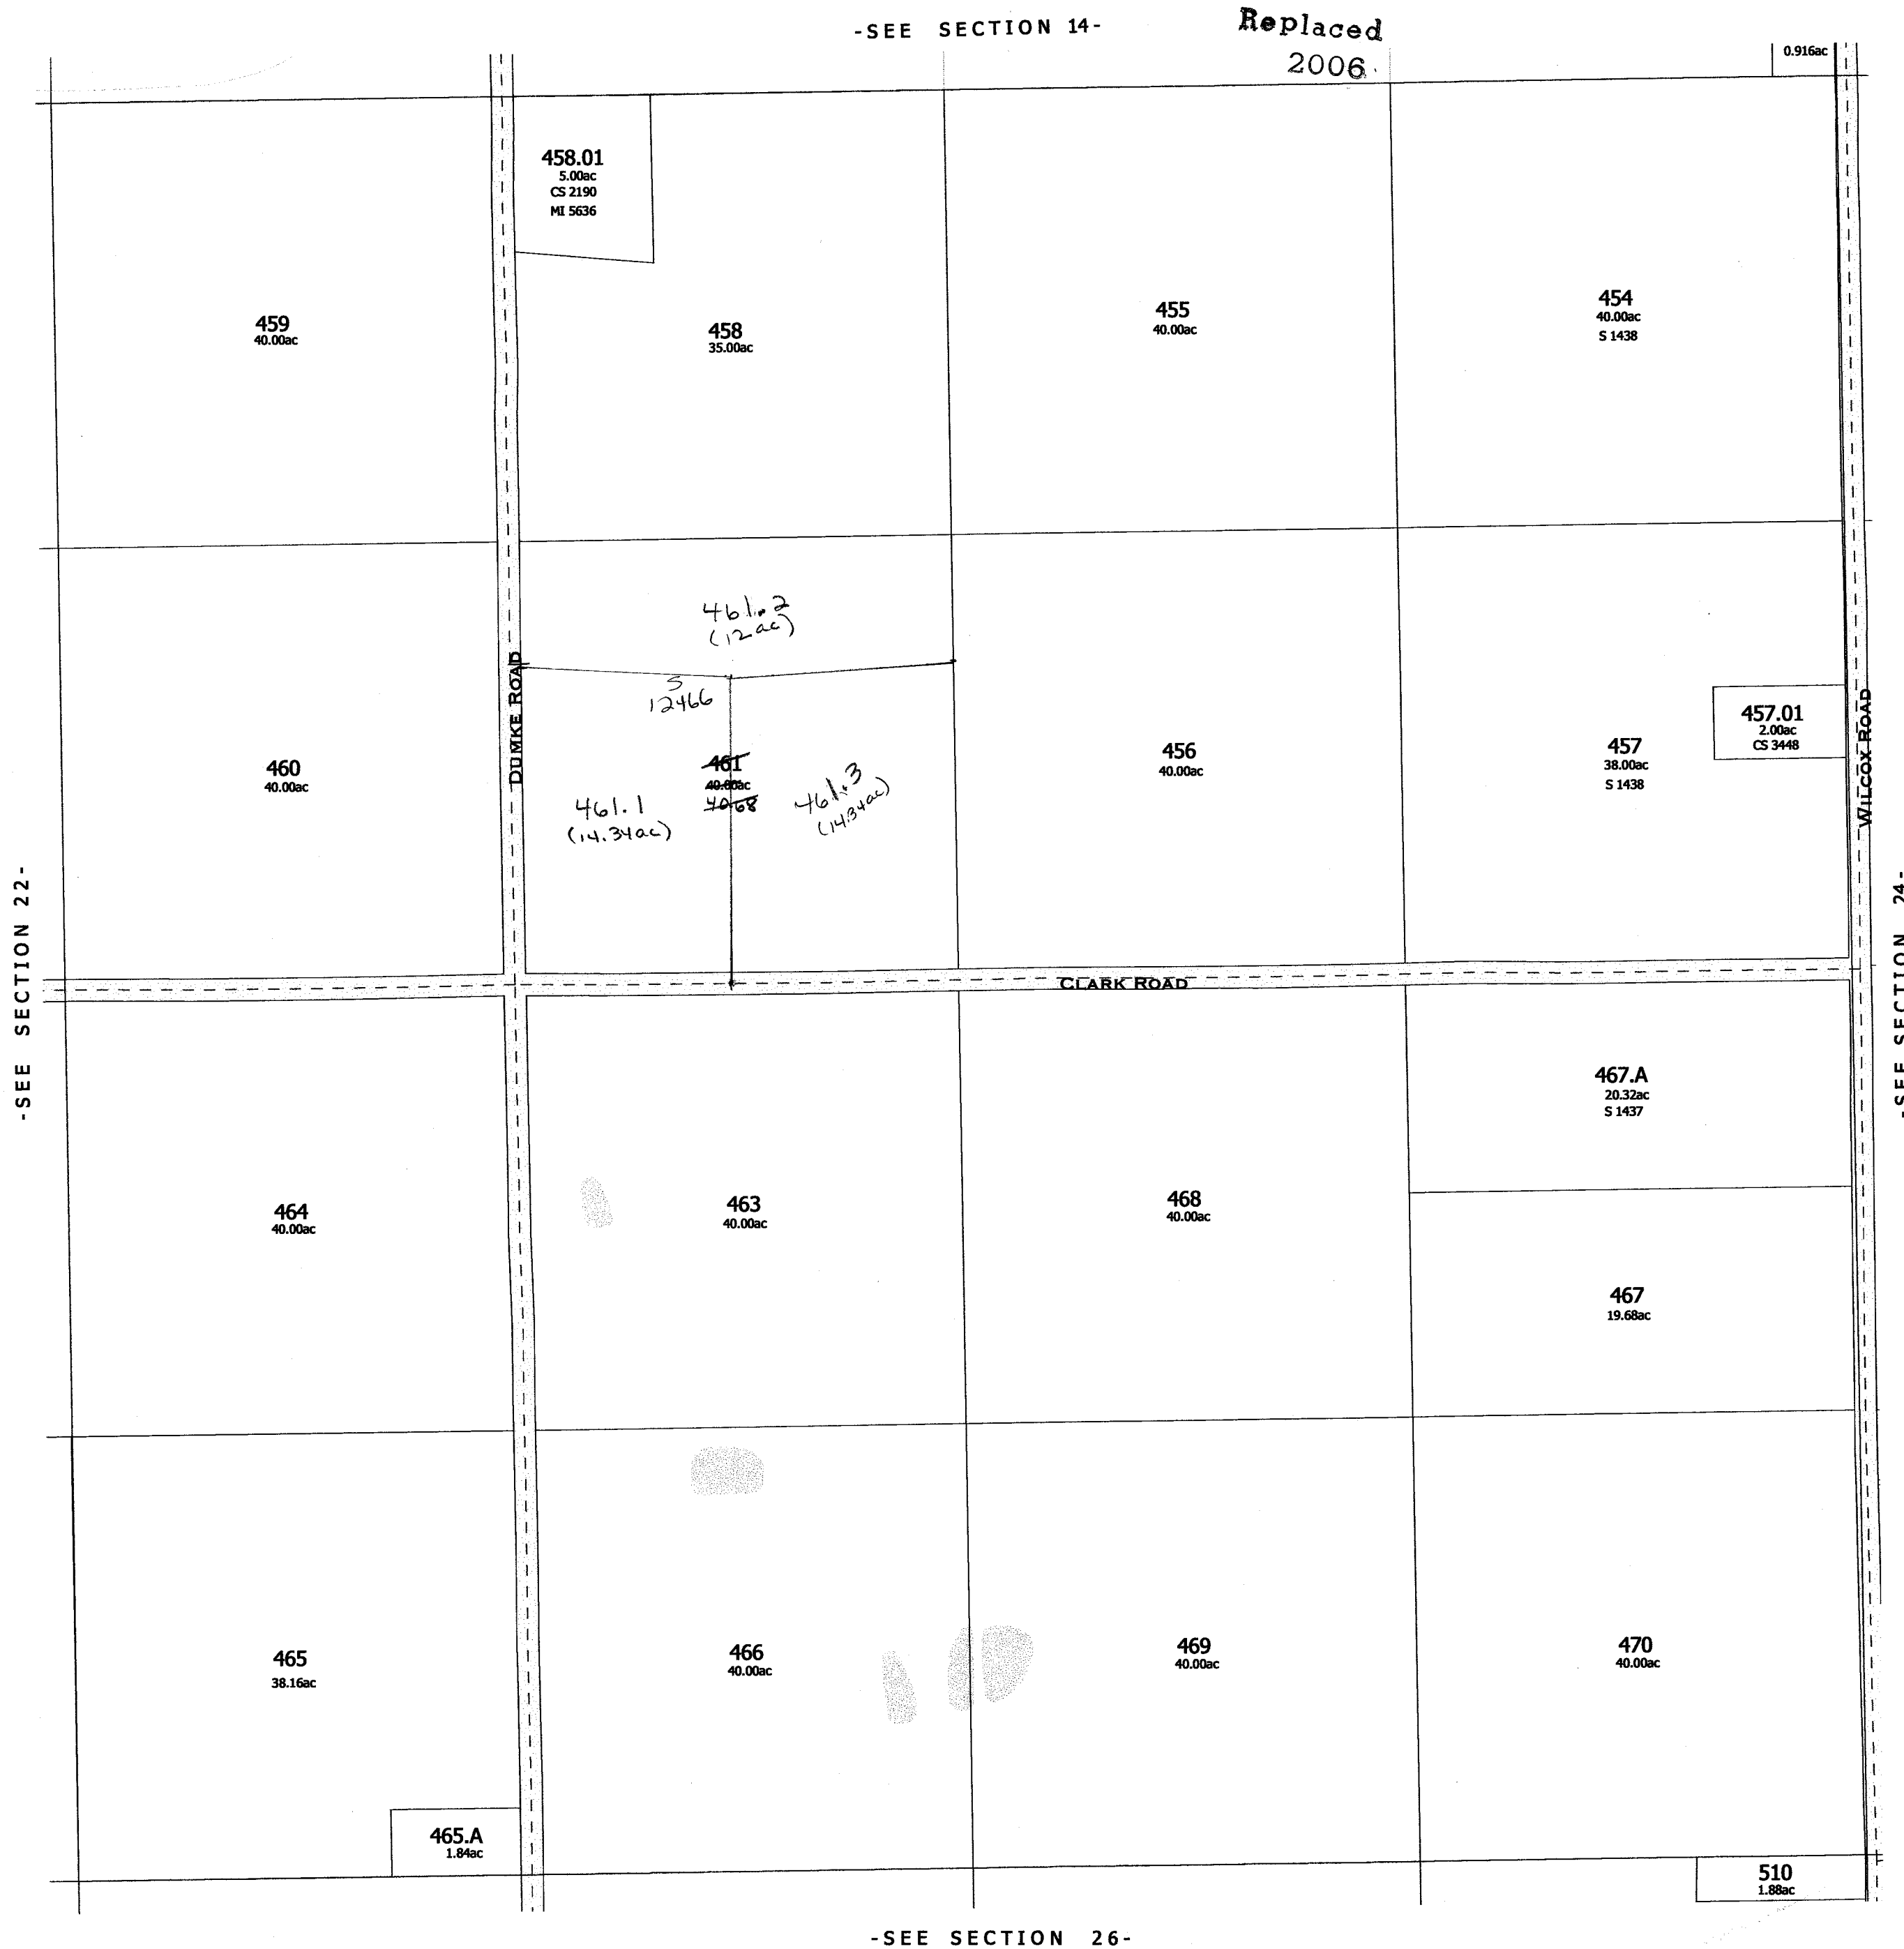 -SEE SECTION 14-
Replaced
2006
0.916ac
458.01
5.00ac
CS 2190
MI 5636
459
40.00ac
458
35.00ac
455
40.00ac
454
40.00ac
S 1438
461.2
(12ac)
DUMKE ROAD
S
12466
460
40.00ac
461
40.00ac
40.68
461.1
(14.34ac)
461.3
(14.34ac)
456
40.00ac
457
38.00ac
S 1438
457.01
2.00ac
CS 3448
WILCOX ROAD
-SEE SECTION 22-
-SEE SECTION 24-
CLARK ROAD
467.A
20.32ac
S 1437
464
40.00ac
463
40.00ac
468
40.00ac
467
19.68ac
465
38.16ac
466
40.00ac
469
40.00ac
470
40.00ac
465.A
1.84ac
510
1.88ac
-SEE SECTION 26-